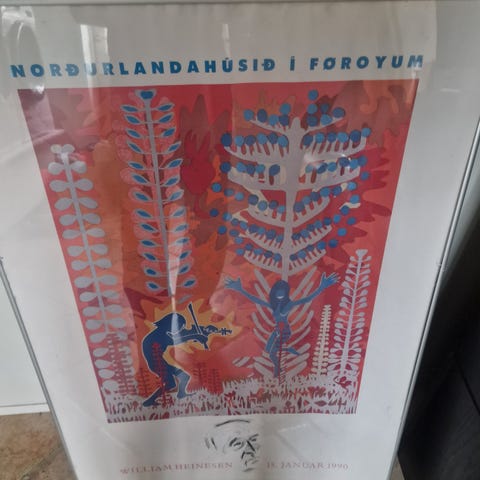 NORÐURLANDAHÚSIÐ Í FØROYUM
WILLIAM HEINESEN 15. JANUAR 1990